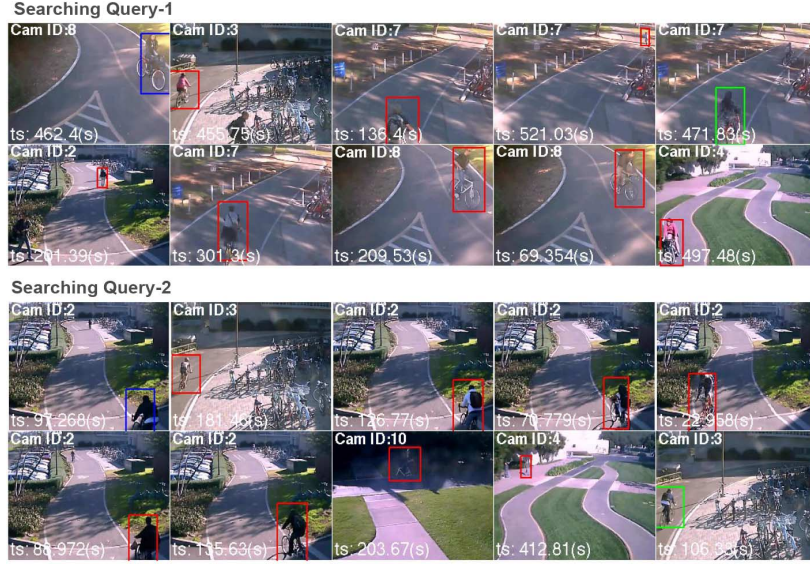 Searching Query-1
Cam ID:8 Cam ID:3 Cam ID:7 Cam ID:7 Cam ID:7
ts: 462.4(s) ts: 455.75(s) ts: 136.4(s) ts: 521.03(s) ts: 471.83(s)
Cam ID:2 Cam ID:7 Cam ID:8 Cam ID:8 Cam ID:4
ts: 201.39(s) ts: 301.3(s) ts: 209.53(s) ts: 69.354(s) ts: 497.48(s)
Searching Query-2
Cam ID:2 Cam ID:3 Cam ID:2 Cam ID:2 Cam ID:2
ts: 97.268(s) ts: 181.46(s) ts: 126.77(s) ts: 70.779(s) ts: 22.958(s)
Cam ID:2 Cam ID:2 Cam ID:10 Cam ID:4 Cam ID:3
ts: 88.972(s) ts: 135.63(s) ts: 203.67(s) ts: 412.81(s) ts: 106.38(s)